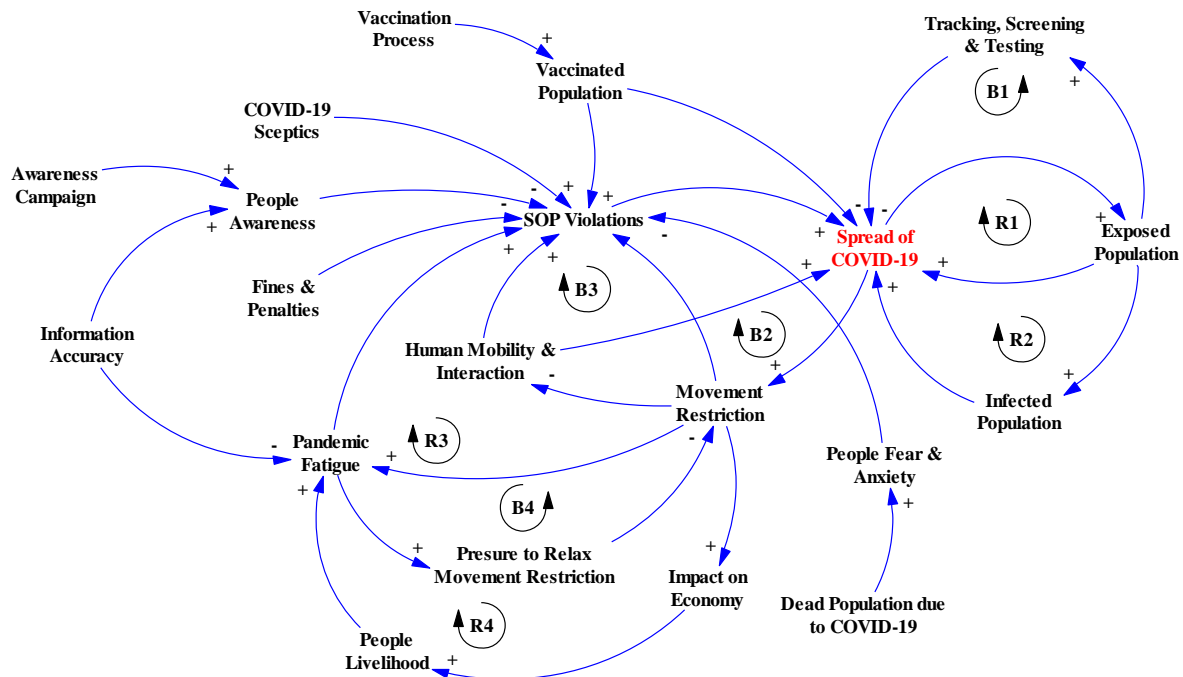 Vaccination
Process
+
Tracking, Screening
& Testing
+
B1
Vaccinated
Population
COVID-19
Sceptics
Awareness
Campaign
+
People
Awareness
+
-
+
+
-
SOP Violations
-
+
+
+
-
-
Spread of
COVID-19
+
+
+
+
R1
+
Exposed
Population
Fines &
Penalties
B3
Information
Accuracy
Human Mobility &
Interaction
-
B2
+
R2
+
Movement
Restriction
-
Infected
Population
-
Pandemic
Fatigue
+
+
R3
People Fear &
Anxiety
+
B4
+
Presure to Relax
Movement Restriction
+
Impact on
Economy
Dead Population due
to COVID-19
R4
People
Livelihood
+